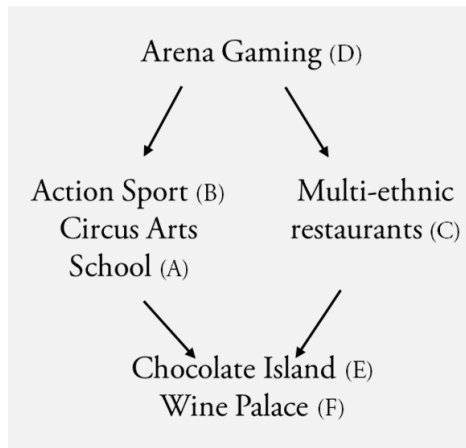 Arena Gaming (D)
Action Sport (B)
Circus Arts
School (A)
Multi-ethnic
restaurants (C)
Chocolate Island (E)
Wine Palace (F)